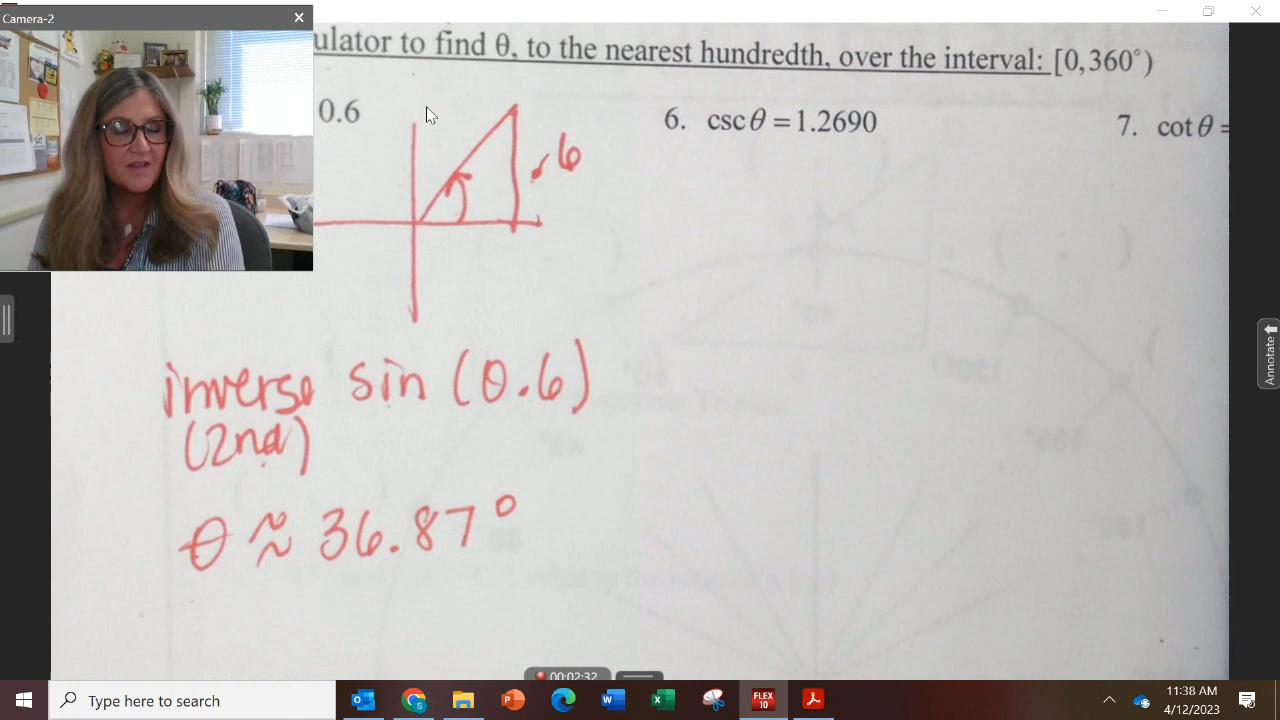 Camera-2
ulator to find θ, to the nearest hundredth, over the interval: [0, 360°)
0.6
6. csc θ = 1.2690
7. cot θ =
.6
inverse sin (0.6)
(2nd)
θ ≈ 36.87°
Annotate
00:02:32
Type here to search
FLEX
10
11:38 AM
4/12/2023